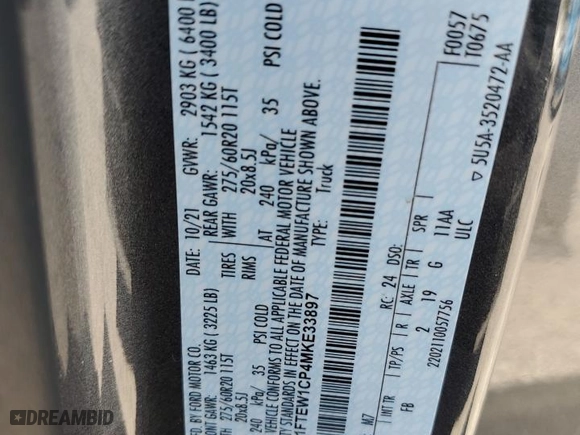 MFD. BY FORD MOTOR CO.
DATE: 10/21 GVWR: 2903 KG ( 6400 L
FRONT GAWR: 1463 KG ( 3225 LB)
REAR GAWR: 1542 KG ( 3400 LB)
275/60R20 115T
WITH 275/60R20 115T
TIRES
20x8.5J
RIMS 20x8.5J
240 kPa/ 35 PSI COLD
AT 240 kPa/ 35 PSI COLD
CONFORMS TO ALL APPLICABLE FEDERAL MOTOR VEHICLE
IN EFFECT ON THE DATE OF MANUFACTURE SHOWN ABOVE.
1FTEW1CP4MKE33897
TYPE: Truck
F0057
T0675
M7
RC: 24 DSO:
INT TR TP/PS R AXLE TR SPR
FB 2 19 G 11AA
2202110057756 ULC
▽ 5U5A-3520472-AA
DREAMBID